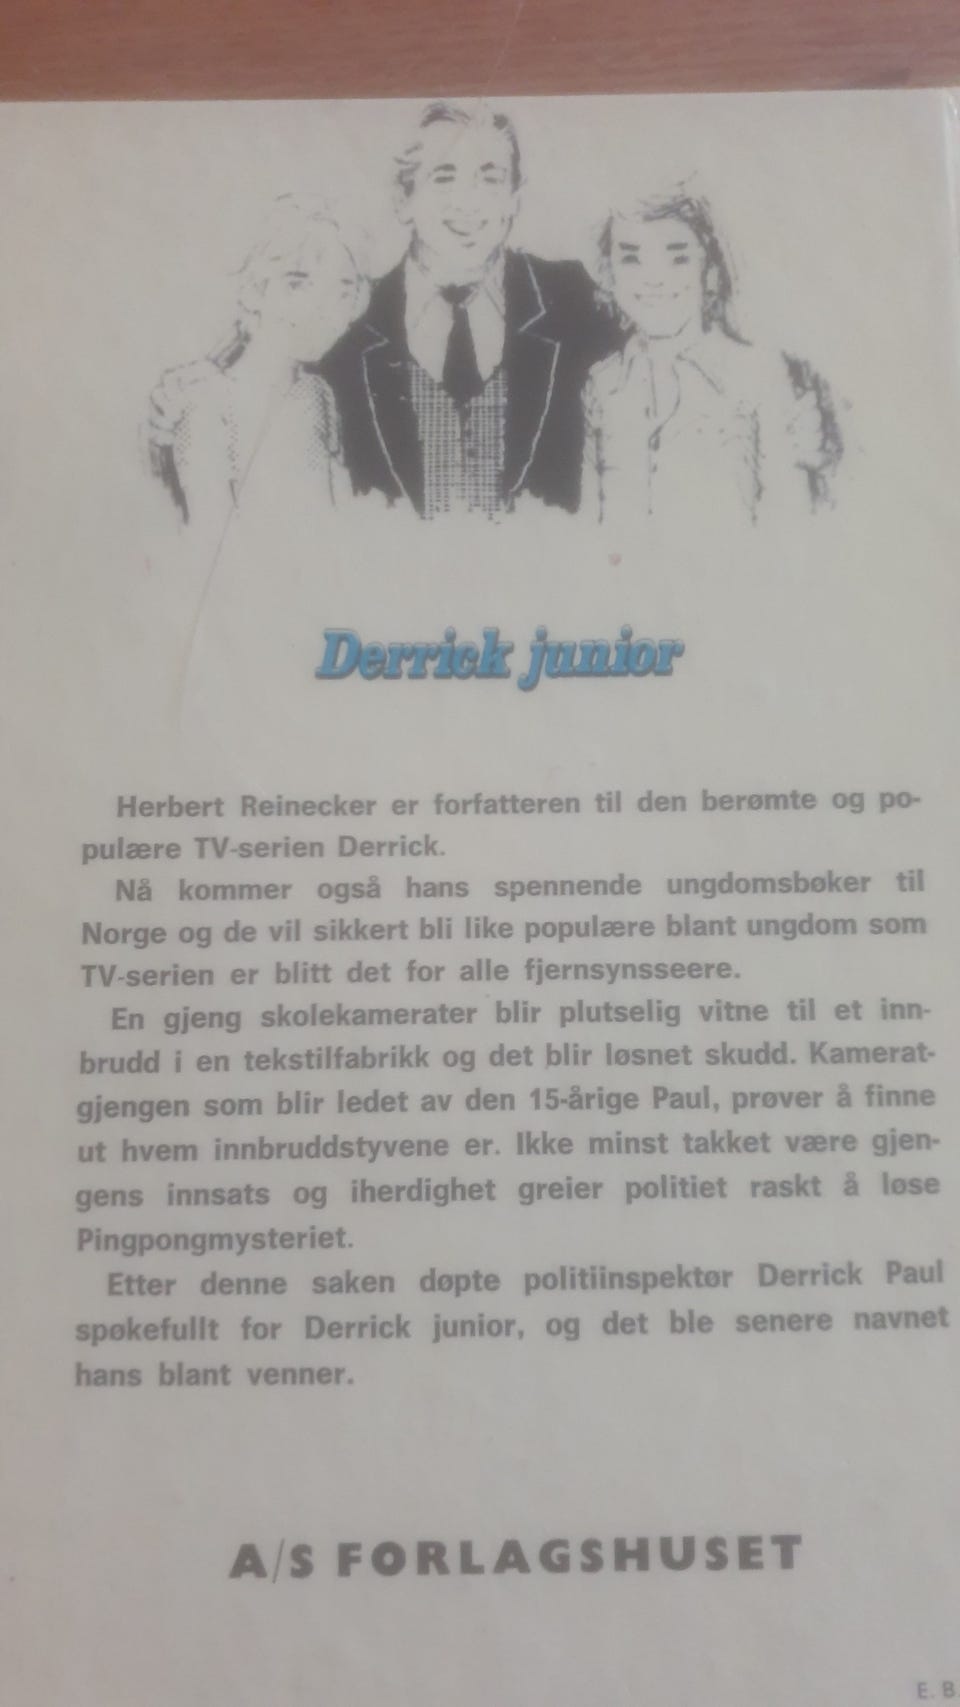 Derrick junior
Herbert Reinecker er forfatteren til den berømte og po-
pulære TV-serien Derrick.
Nå kommer også hans spennende ungdomsbøker til
Norge og de vil sikkert bli like populære blant ungdom som
TV-serien er blitt det for alle fjernsynsseere.
En gjeng skolekamerater blir plutselig vitne til et inn-
brudd i en tekstilfabrikk og det blir løsnet skudd. Kamerat-
gjengen som blir ledet av den 15-årige Paul, prøver å finne
ut hvem innbruddstyvene er. Ikke minst takket være gjen-
gens innsats og iherdighet greier politiet raskt å løse
Pingpongmysteriet.
Etter denne saken døpte politiinspektør Derrick Paul
spøkefullt for Derrick junior, og det ble senere navnet
hans blant venner.
A/S FORLAGSHUSET
E. B.